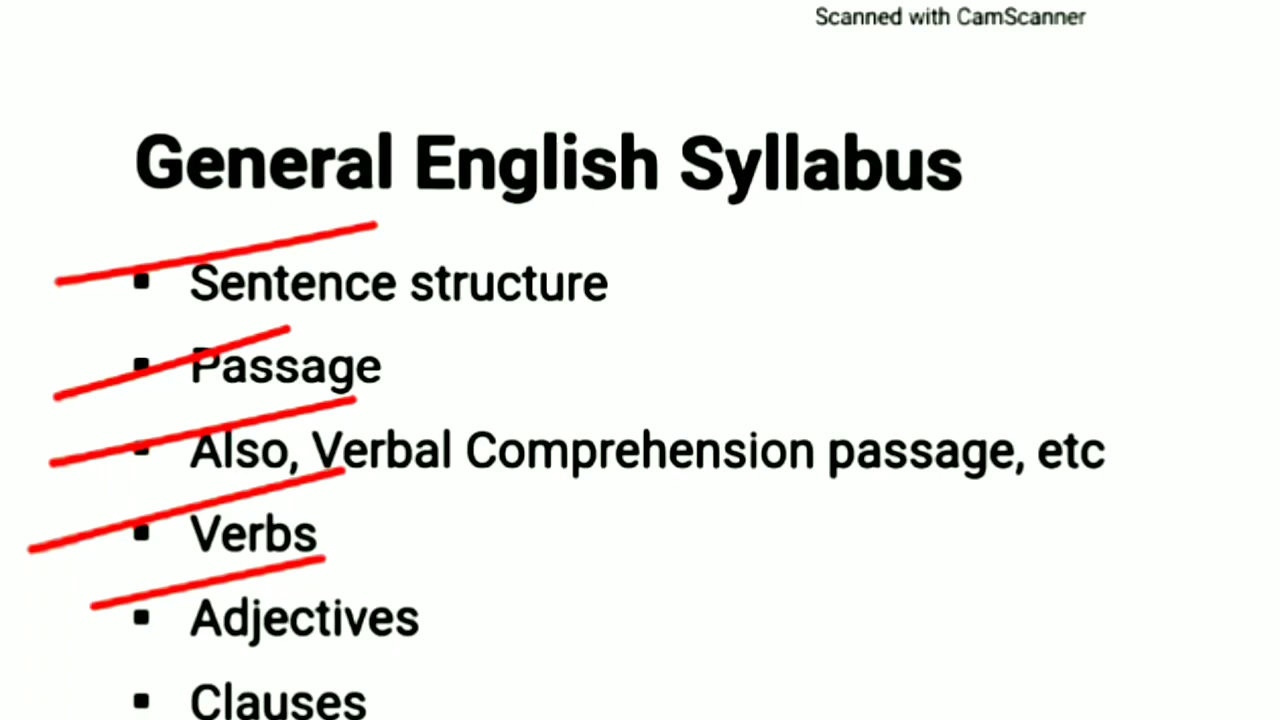 Scanned with CamScanner
General English Syllabus
▪ Sentence structure
▪ Passage
▪ Also, Verbal Comprehension passage, etc
▪ Verbs
▪ Adjectives
▪ Clauses